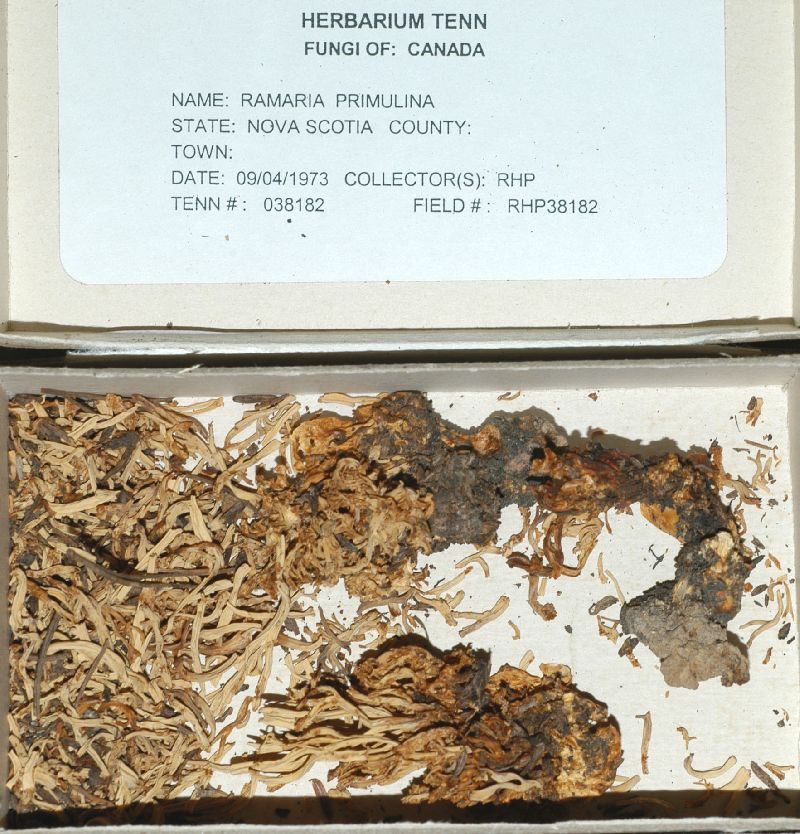 HERBARIUM TENN
FUNGI OF: CANADA
NAME: RAMARIA PRIMULINA
STATE: NOVA SCOTIA COUNTY:
TOWN:
DATE: 09/04/1973 COLLECTOR(S): RHP
TENN #: 038182 FIELD #: RHP38182